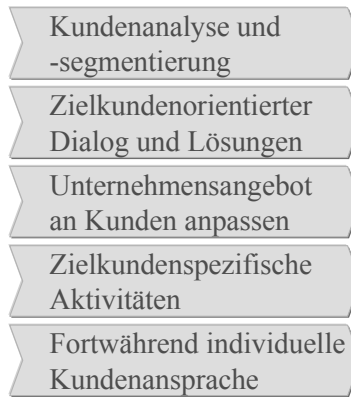 Kundenanalyse und
-segmentierung
Zielkundenorientierter
Dialog und Lösungen
Unternehmensangebot
an Kunden anpassen
Zielkundenspezifische
Aktivitäten
Fortwährend individuelle
Kundenansprache